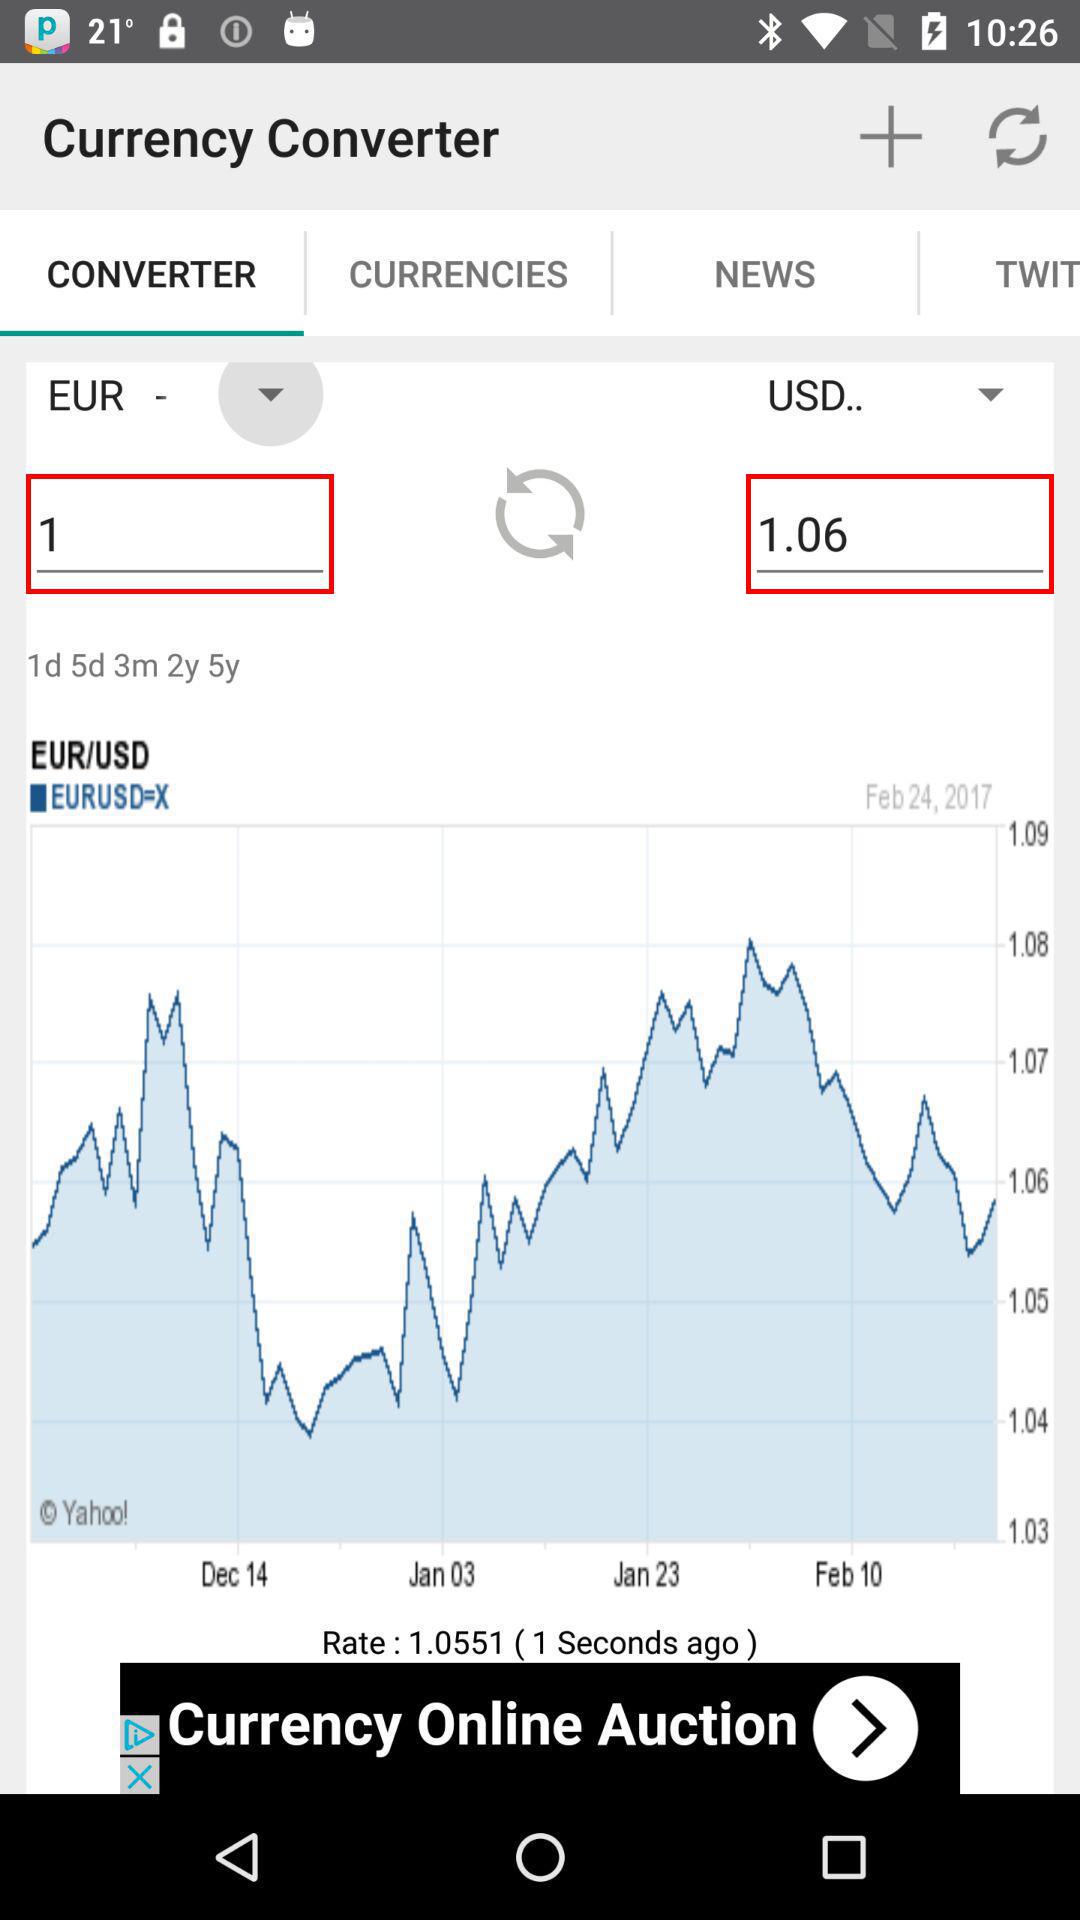 p 21° 10:26
Currency Converter
CONVERTER CURRENCIES NEWS TWIT
EUR - USD..
1 1.06
1d 5d 3m 2y 5y
EUR/USD
EURUSD=X Feb 24, 2017
1.09
1.08
1.07
1.06
1.05
1.04
© Yahoo!
1.03
Dec 14 Jan 03 Jan 23 Feb 10
Rate : 1.0551 ( 1 Seconds ago )
Currency Online Auction